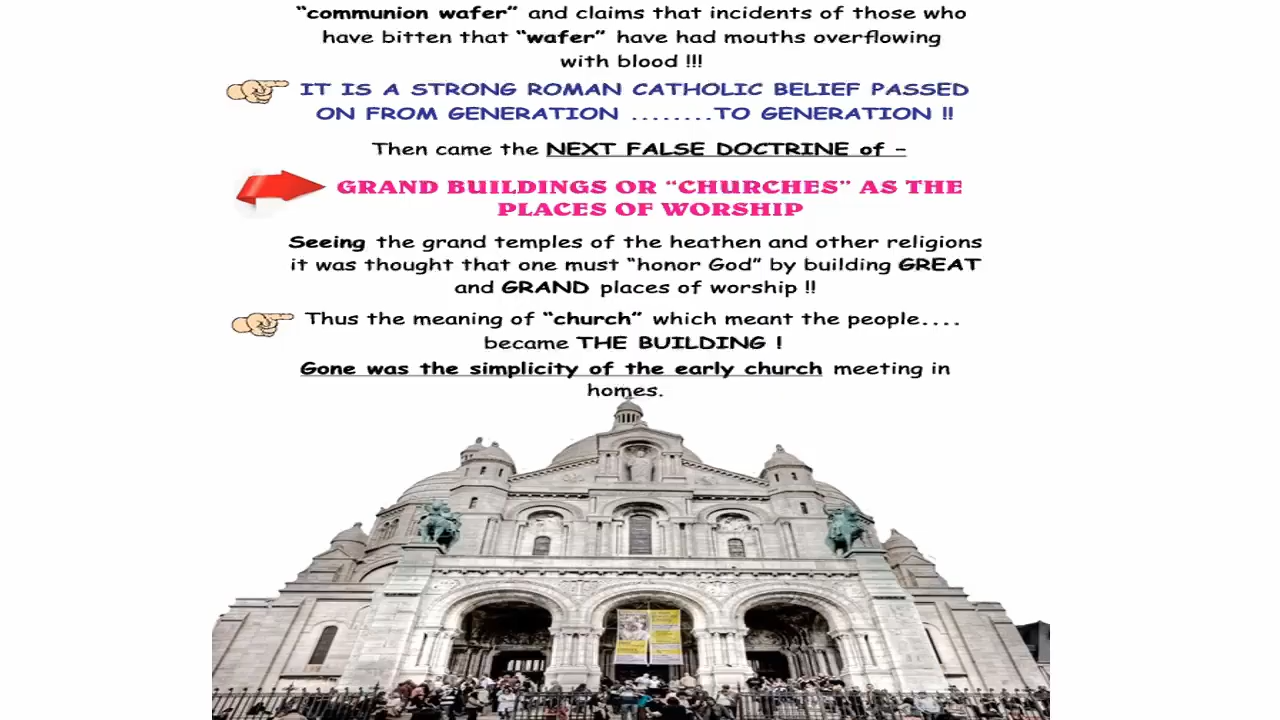 “communion wafer” and claims that incidents of those who
have bitten that “wafer” have had mouths overflowing
with blood !!!
IT IS A STRONG ROMAN CATHOLIC BELIEF PASSED
ON FROM GENERATION ........TO GENERATION !!
Then came the NEXT FALSE DOCTRINE of –
GRAND BUILDINGS OR “CHURCHES” AS THE
PLACES OF WORSHIP
Seeing the grand temples of the heathen and other religions
it was thought that one must “honor God” by building GREAT
and GRAND places of worship !!
Thus the meaning of “church” which meant the people....
became THE BUILDING !
Gone was the simplicity of the early church meeting in
homes.